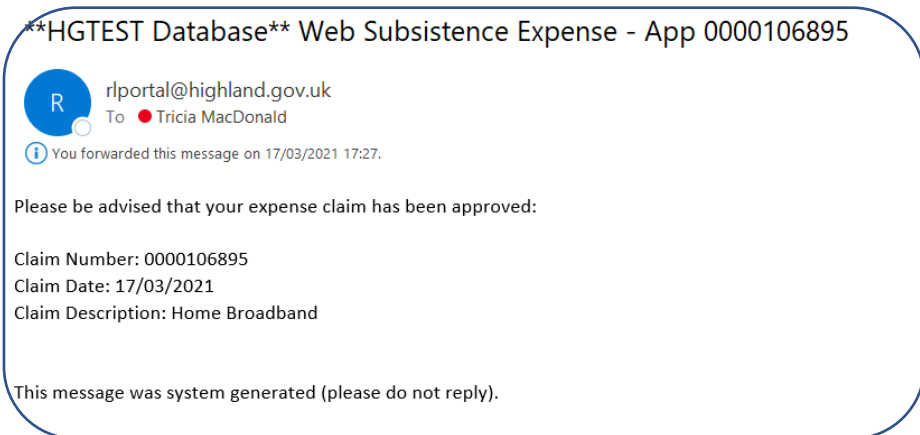 **HGTEST Database** Web Subsistence Expense - App 0000106895
R
rlportal@highland.gov.uk
To Tricia MacDonald
i You forwarded this message on 17/03/2021 17:27.
Please be advised that your expense claim has been approved:
Claim Number: 0000106895
Claim Date: 17/03/2021
Claim Description: Home Broadband
This message was system generated (please do not reply).